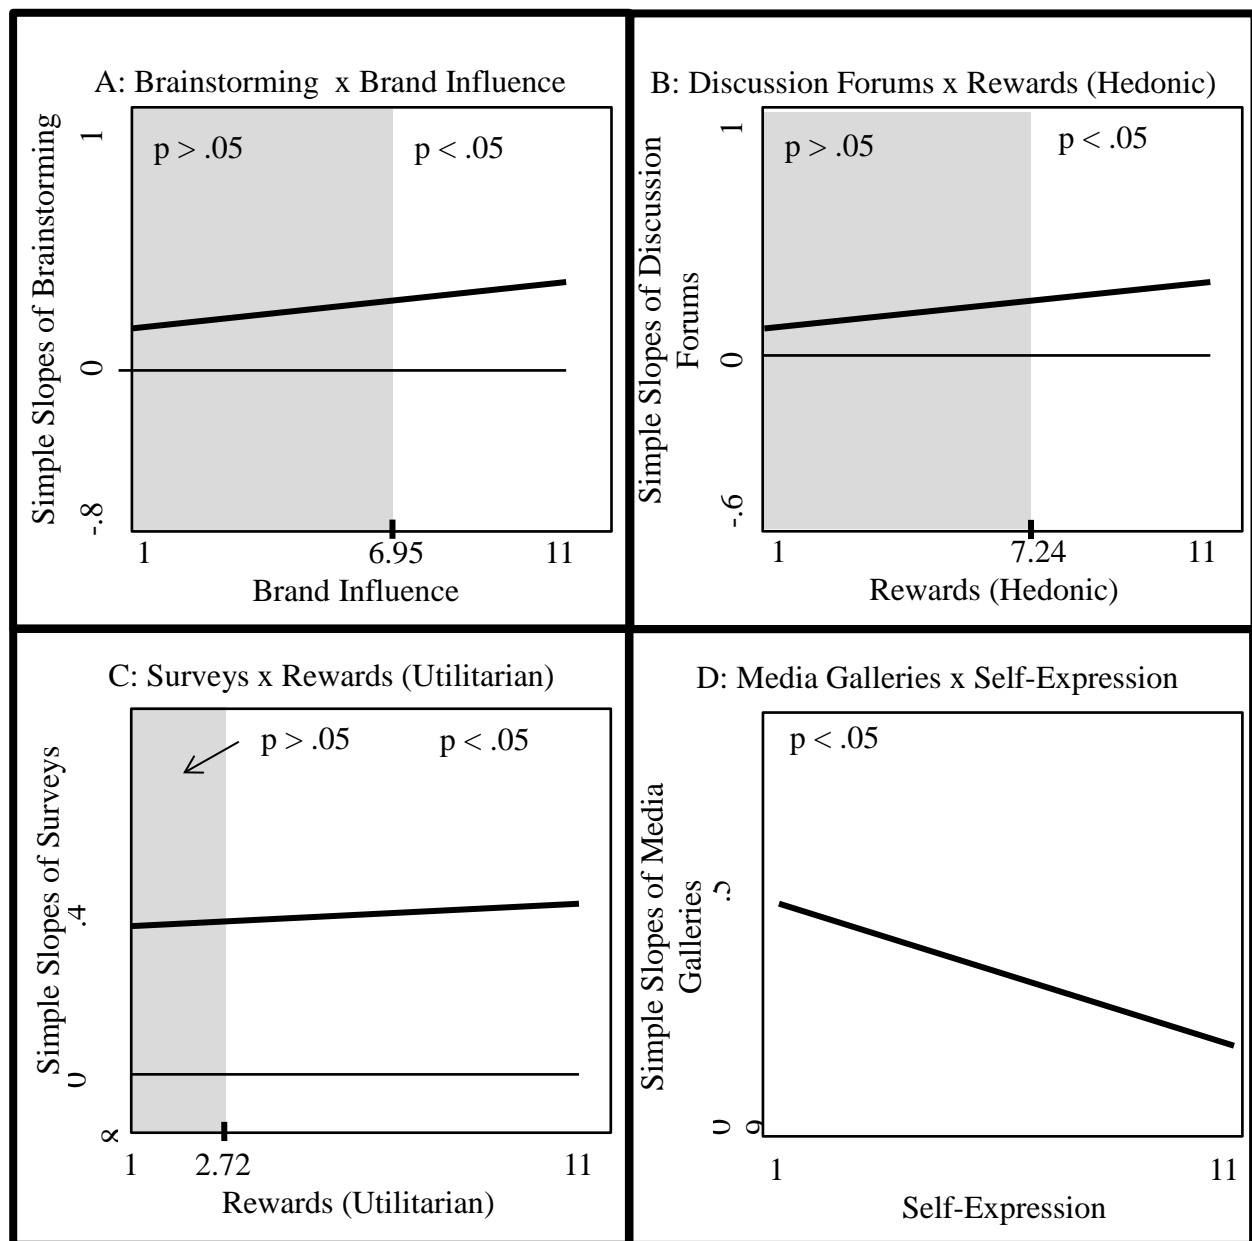 A: Brainstorming x Brand Influence
Simple Slopes of Brainstorming
1
0
-.8
p > .05
p < .05
1
6.95
11
Brand Influence
B: Discussion Forums x Rewards (Hedonic)
Simple Slopes of Discussion
Forums
1
0
-.6
p > .05
p < .05
1
7.24
11
Rewards (Hedonic)
C: Surveys x Rewards (Utilitarian)
Simple Slopes of Surveys
.4
0
p > .05
p < .05
1
2.72
11
Rewards (Utilitarian)
D: Media Galleries x Self-Expression
Simple Slopes of Media
Galleries
.5
0
p < .05
1
11
Self-Expression